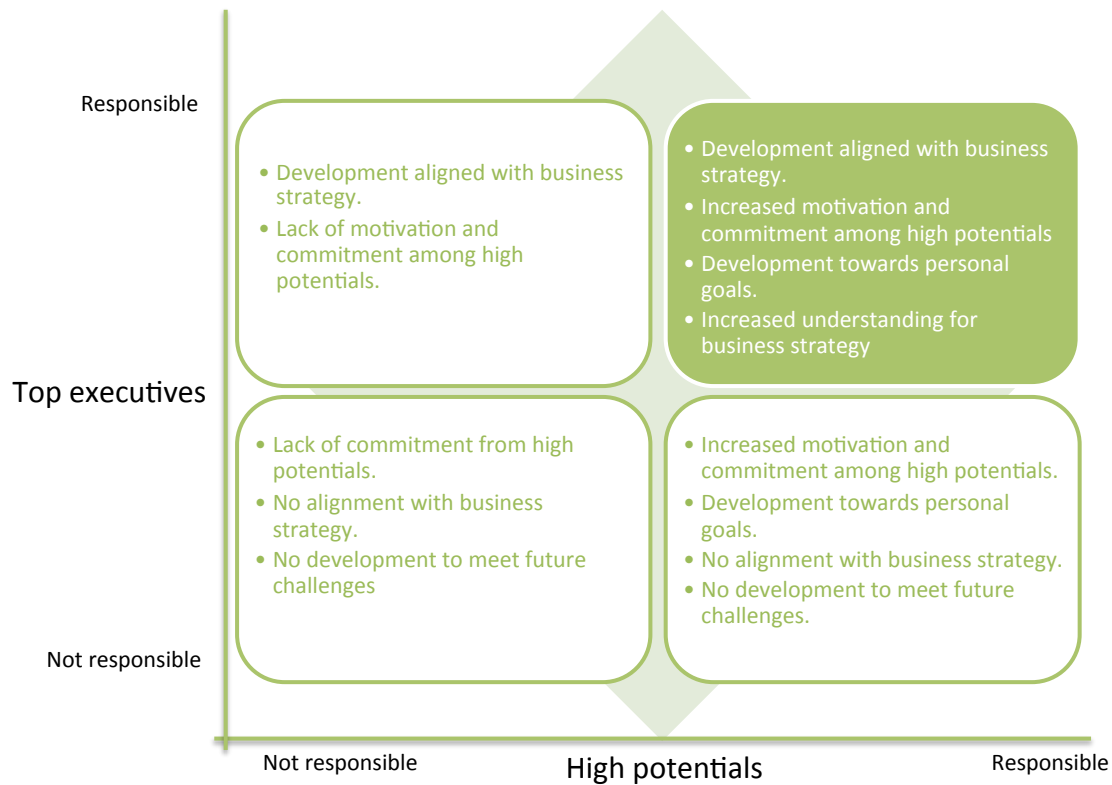 Responsible
• Development aligned with business
strategy.
• Lack of motivation and
commitment among high
potentials.
• Development aligned with business
strategy.
• Increased motivation and
commitment among high potentials
• Development towards personal
goals.
• Increased understanding for
business strategy
Top executives
• Lack of commitment from high
potentials.
• No alignment with business
strategy.
• No development to meet future
challenges
• Increased motivation and
commitment among high potentials.
• Development towards personal
goals.
• No alignment with business strategy.
• No development to meet future
challenges.
Not responsible
Not responsible
High potentials
Responsible